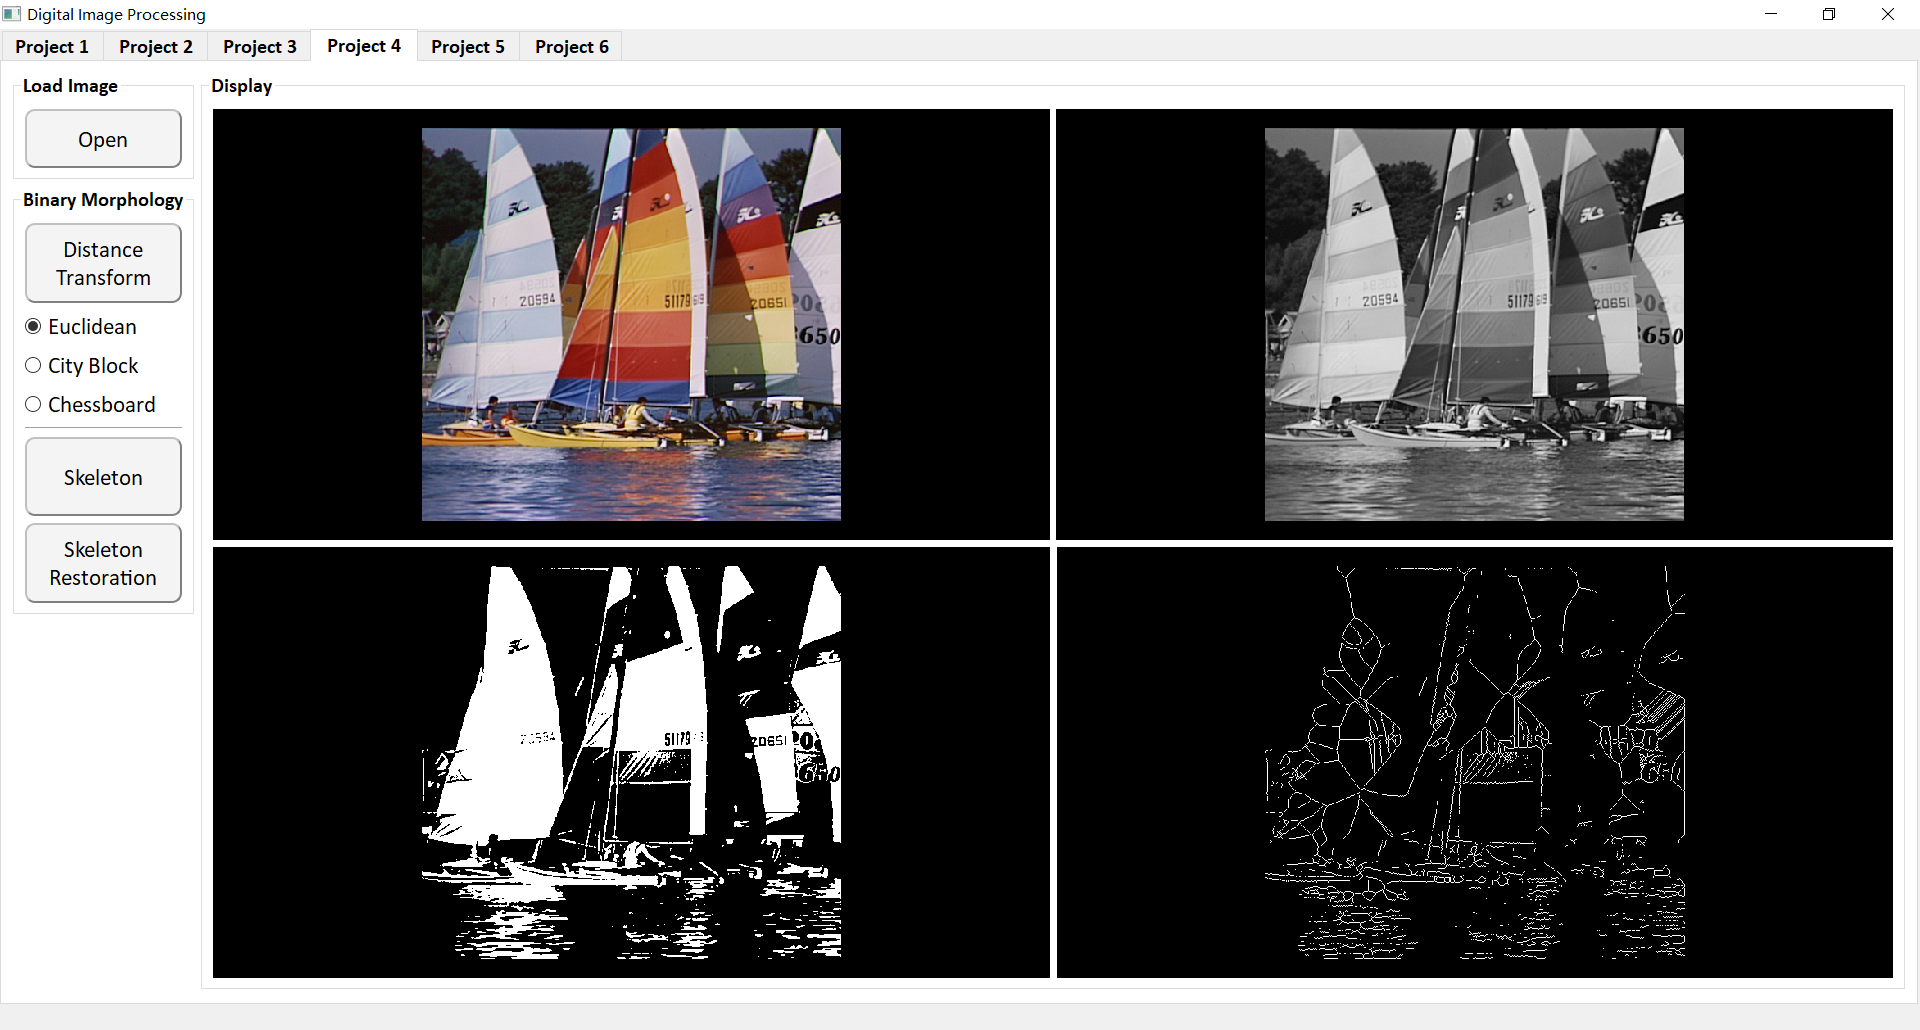 Digital Image Processing
Project 1
Project 2
Project 3
Project 4
Project 5
Project 6
Load Image
Open
Binary Morphology
Distance
Transform
Euclidean
City Block
Chessboard
Skeleton
Skeleton
Restoration
Display
20594
51179
20651
650
20594
51179
20651
650
51179
20651
650